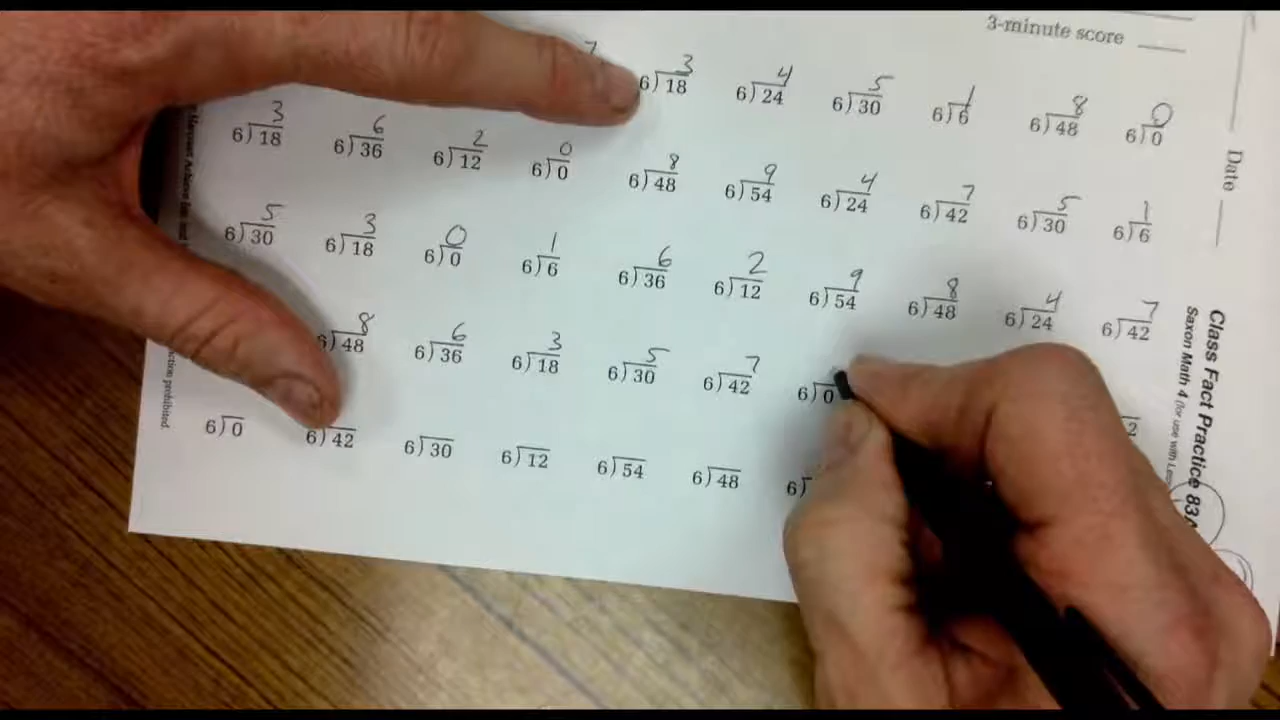 3-minute score
Date
7 3 4 5 1 8 0
6)18 6)24 6)30 6)6 6)48 6)0
3 6 2 0 8 9 4 7 5 1
6)18 6)36 6)12 6)0 6)48 6)54 6)24 6)42 6)30 6)6
5 3 0 1 6 2 9 8 4 7
6)30 6)18 6)0 6)6 6)36 6)12 6)54 6)48 6)24 6)42
8 6 3 5 7
6)48 6)36 6)18 6)30 6)42 6)0
6)0 6)42 6)30 6)12 6)54 6)48 6)
Class Fact Practice 83A
Saxon Math 4 (for use with